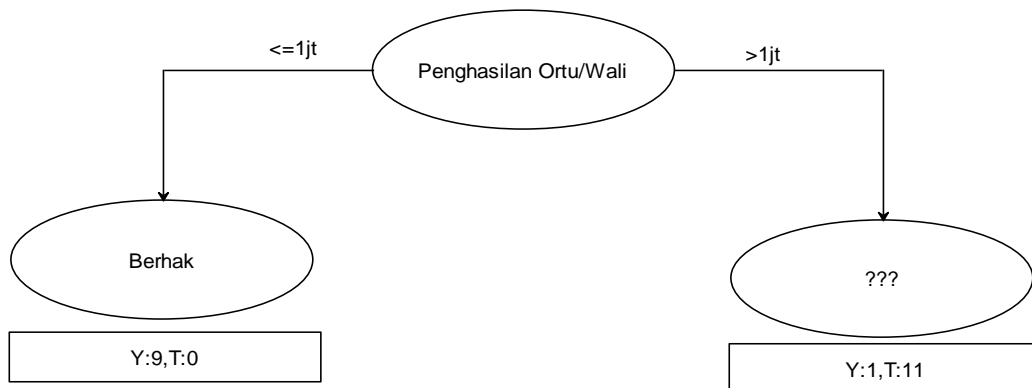 <=1jt
Penghasilan Ortu/Wali
>1jt
Berhak
???
Y:9,T:0
Y:1,T:11